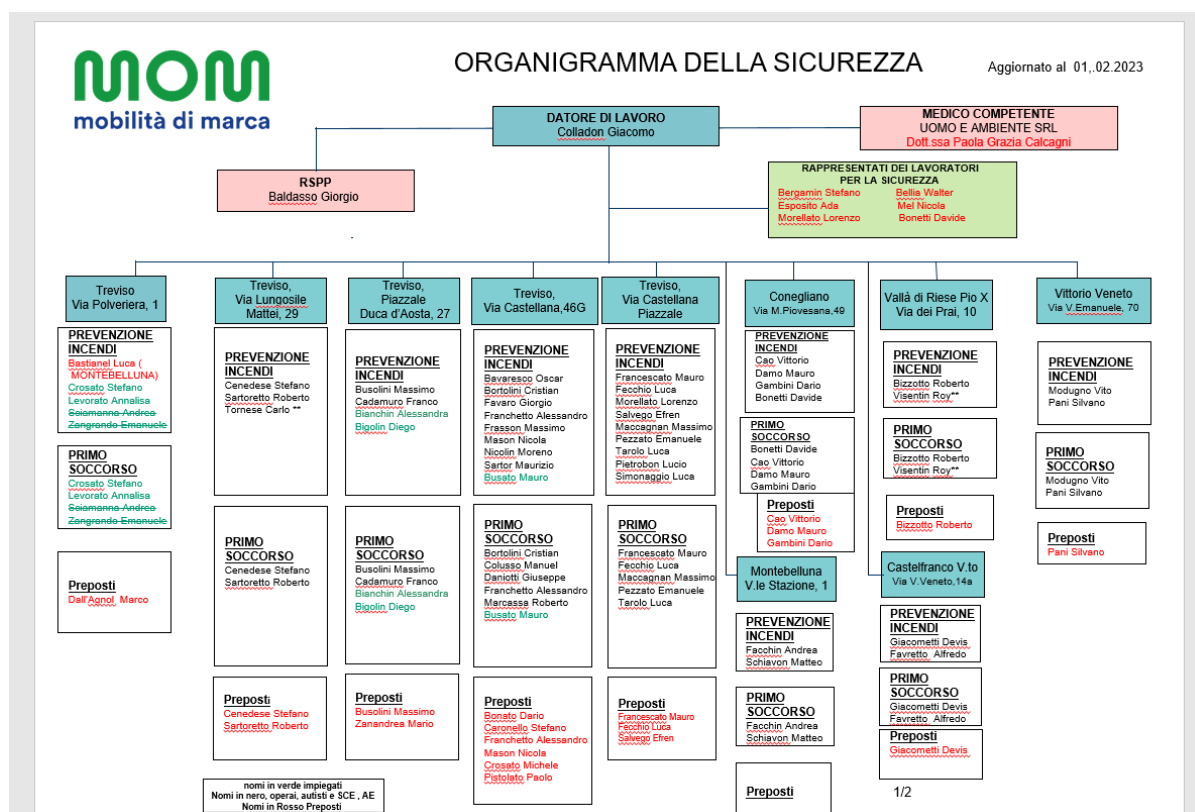 MOM
mobilità di marca
ORGANIGRAMMA DELLA SICUREZZA
Aggiornato al 01,.02.2023
DATORE DI LAVORO
Colladon Giacomo
MEDICO COMPETENTE
UOMO E AMBIENTE SRL
Dott.ssa Paola Grazia Calcagni
RSPP
Baldasso Giorgio
RAPPRESENTATI DEI LAVORATORI
PER LA SICUREZZA
Bergamin Stefano Bellia Walter
Esposito Ada Mel Nicola
Morellato Lorenzo Bonetti Davide
Treviso
Via Polveriera, 1
PREVENZIONE
INCENDI
Bastianel Luca (
MONTEBELLUNA)
Crosato Stefano
Levorato Annalisa
Sciamanna Andrea
Zangrando Emanuele
PRIMO
SOCCORSO
Crosato Stefano
Levorato Annalisa
Sciamanna Andrea
Zangrando Emanuele
Preposti
Dall'Agnol Marco
Treviso,
Via Lungosile
Mattei, 29
PREVENZIONE
INCENDI
Cenedese Stefano
Sartoretto Roberto
Tornese Carlo **
PRIMO
SOCCORSO
Cenedese Stefano
Sartoretto Roberto
Preposti
Cenedese Stefano
Sartoretto Roberto
Treviso,
Piazzale
Duca d'Aosta, 27
PREVENZIONE
INCENDI
Busolini Massimo
Cadamuro Franco
Bianchin Alessandra
Bigolin Diego
PRIMO
SOCCORSO
Busolini Massimo
Cadamuro Franco
Bianchin Alessandra
Bigolin Diego
Preposti
Busolini Massimo
Zanandrea Mario
Treviso,
Via Castellana,46G
PREVENZIONE
INCENDI
Bavaresco Oscar
Bortolini Cristian
Favaro Giorgio
Franchetto Alessandro
Frasson Massimo
Mason Nicola
Nicolin Moreno
Sartor Maurizio
Busato Mauro
PRIMO
SOCCORSO
Bortolini Cristian
Colusso Manuel
Daniotti Giuseppe
Franchetto Alessandro
Marcassa Roberto
Busato Mauro
Preposti
Bonato Dario
Caronello Stefano
Franchetto Alessandro
Mason Nicola
Crosato Michele
Pistolato Paolo
Treviso,
Via Castellana
Piazzale
PREVENZIONE
INCENDI
Francescato Mauro
Fecchio Luca
Morellato Lorenzo
Salvego Efren
Maccagnan Massimo
Pezzato Emanuele
Tarolo Luca
Pietrobon Lucio
Simonaggio Luca
PRIMO
SOCCORSO
Francescato Mauro
Fecchio Luca
Maccagnan Massimo
Pezzato Emanuele
Tarolo Luca
Preposti
Francescato Mauro
Fecchio Luca
Salvego Efren
Conegliano
Via M.Piovesana,49
PREVENZIONE
INCENDI
Cao Vittorio
Damo Mauro
Gambini Dario
Bonetti Davide
PRIMO
SOCCORSO
Bonetti Davide
Cao Vittorio
Damo Mauro
Gambini Dario
Preposti
Cao Vittorio
Damo Mauro
Gambini Dario
Montebelluna
V.le Stazione, 1
PREVENZIONE
INCENDI
Facchin Andrea
Schiavon Matteo
PRIMO
SOCCORSO
Facchin Andrea
Schiavon Matteo
Preposti
Vallà di Riese Pio X
Via dei Prai, 10
PREVENZIONE
INCENDI
Bizzotto Roberto
Visentin Roy**
PRIMO
SOCCORSO
Bizzotto Roberto
Visentin Roy**
Preposti
Bizzotto Roberto
Castelfranco V.to
Via V.Veneto,14a
PREVENZIONE
INCENDI
Giacometti Devis
Favretto Alfredo
PRIMO
SOCCORSO
Giacometti Devis
Favretto Alfredo
Preposti
Giacometti Devis
Vittorio Veneto
Via V.Emanuele, 70
PREVENZIONE
INCENDI
Modugno Vito
Pani Silvano
PRIMO
SOCCORSO
Modugno Vito
Pani Silvano
Preposti
Pani Silvano
nomi in verde impiegati
Nomi in nero, operai, autisti e SCE , AE
Nomi in Rosso Preposti
1/2